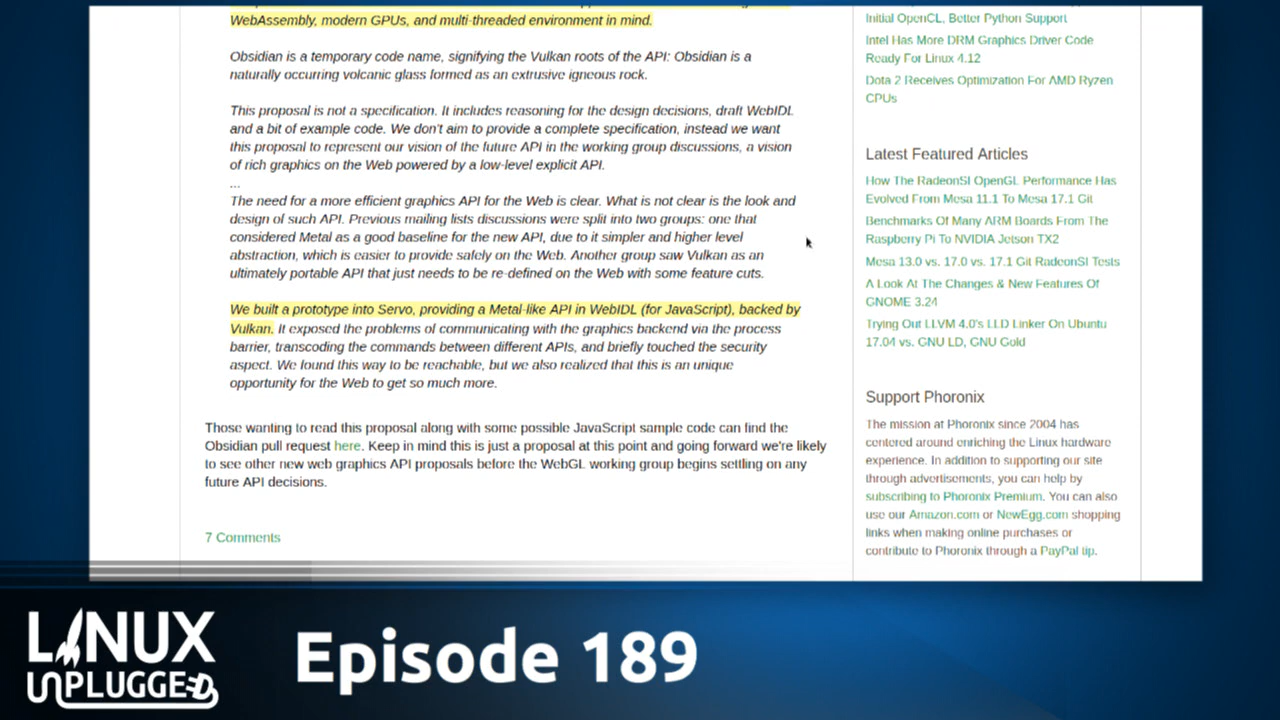 WebAssembly, modern GPUs, and multi-threaded environment in mind.
Obsidian is a temporary code name, signifying the Vulkan roots of the API: Obsidian is a
naturally occurring volcanic glass formed as an extrusive igneous rock.
This proposal is not a specification. It includes reasoning for the design decisions, draft WebIDL
and a bit of example code. We don't aim to provide a complete specification, instead we want
this proposal to represent our vision of the future API in the working group discussions, a vision
of rich graphics on the Web powered by a low-level explicit API.
...
The need for a more efficient graphics API for the Web is clear. What is not clear is the look and
design of such API. Previous mailing lists discussions were split into two groups: one that
considered Metal as a good baseline for the new API, due to it simpler and higher level
abstraction, which is easier to provide safely on the Web. Another group saw Vulkan as an
ultimately portable API that just needs to be re-defined on the Web with some feature cuts.
We built a prototype into Servo, providing a Metal-like API in WebIDL (for JavaScript), backed by
Vulkan. It exposed the problems of communicating with the graphics backend via the process
barrier, transcoding the commands between different APIs, and briefly touched the security
aspect. We found this way to be reachable, but we also realized that this is an unique
opportunity for the Web to get so much more.
Those wanting to read this proposal along with some possible JavaScript sample code can find the
Obsidian pull request here. Keep in mind this is just a proposal at this point and going forward we're likely
to see other new web graphics API proposals before the WebGL working group begins settling on any
future API decisions.
7 Comments
Initial OpenCL, Better Python Support
Intel Has More DRM Graphics Driver Code
Ready For Linux 4.12
Dota 2 Receives Optimization For AMD Ryzen
CPUs
Latest Featured Articles
How The RadeonSI OpenGL Performance Has
Evolved From Mesa 11.1 To Mesa 17.1 Git
Benchmarks Of Many ARM Boards From The
Raspberry Pi To NVIDIA Jetson TX2
Mesa 13.0 vs. 17.0 vs. 17.1 Git RadeonSI Tests
A Look At The Changes & New Features Of
GNOME 3.24
Trying Out LLVM 4.0's LLD Linker On Ubuntu
17.04 vs. GNU LD, GNU Gold
Support Phoronix
The mission at Phoronix since 2004 has
centered around enriching the Linux hardware
experience. In addition to supporting our site
through advertisements, you can help by
subscribing to Phoronix Premium. You can also
use our Amazon.com or NewEgg.com shopping
links when making online purchases or
contribute to Phoronix through a PayPal tip.
LINUX
UNPLUGGED
Episode 189